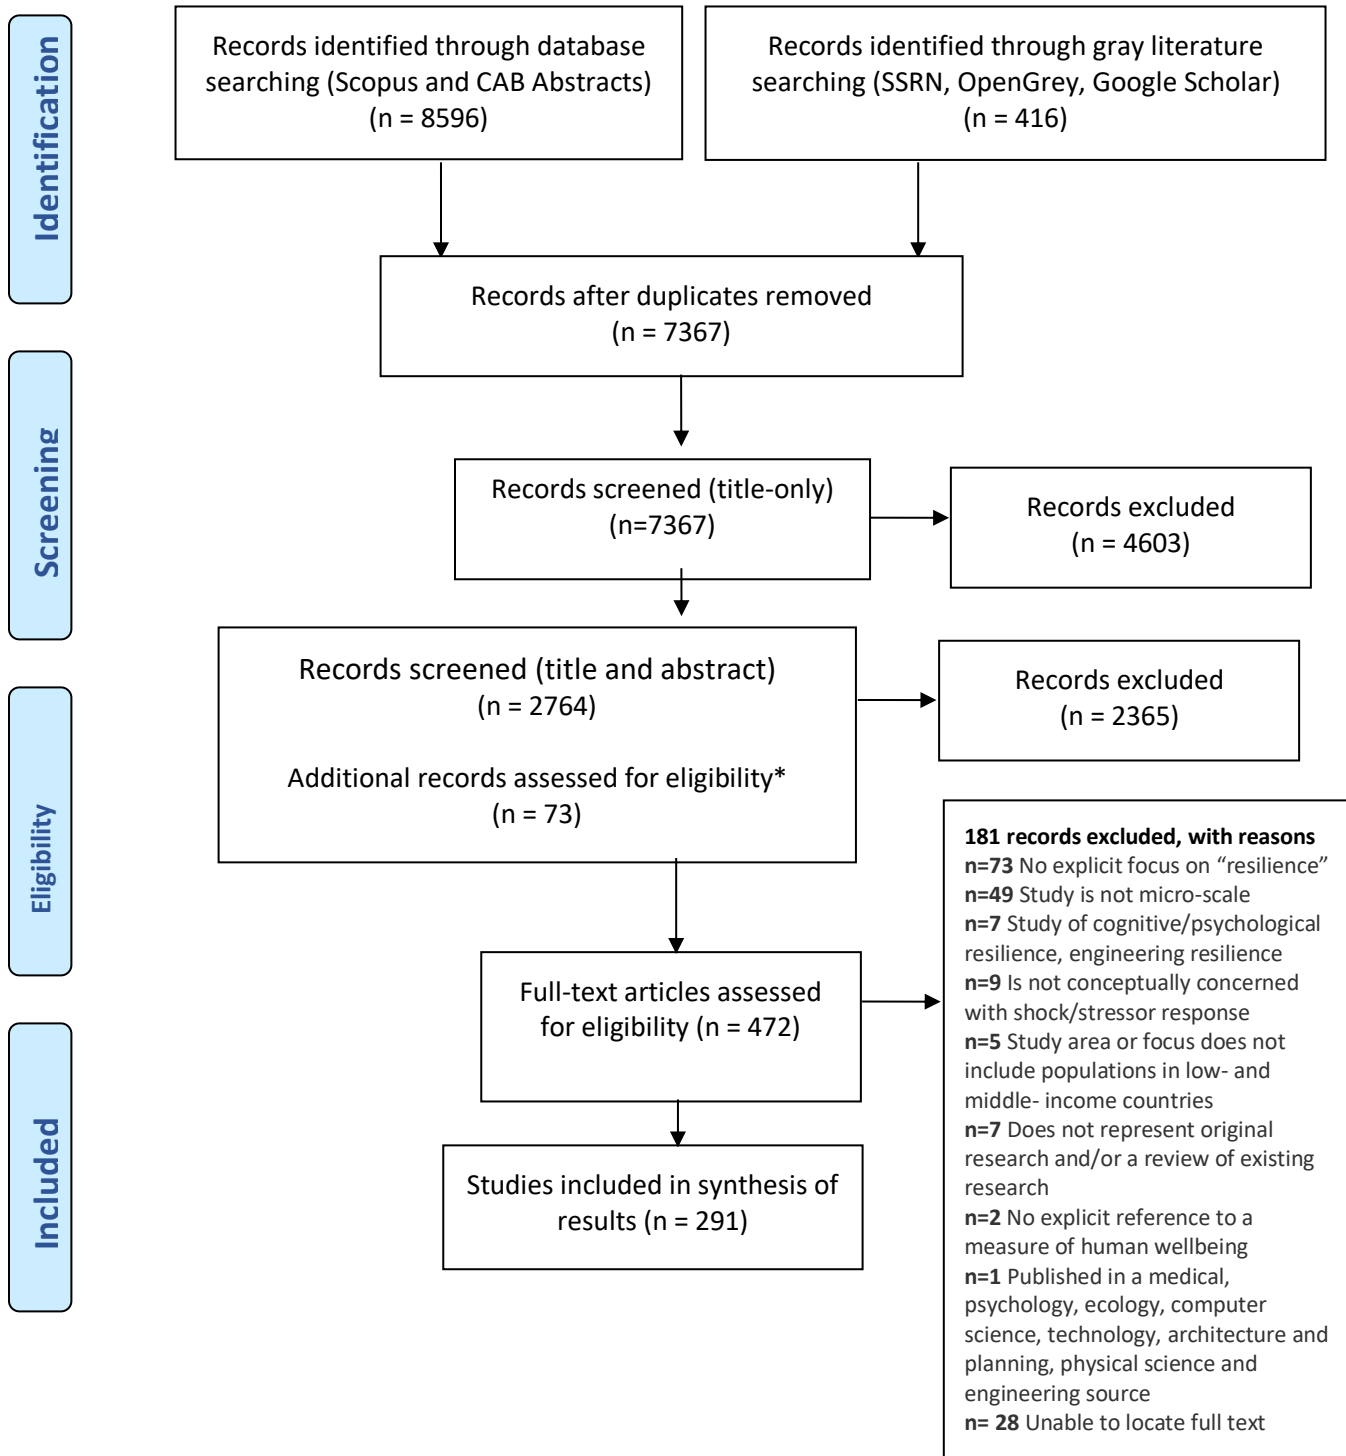 Identification
Records identified through database
searching (Scopus and CAB Abstracts)
(n = 8596)
Records identified through gray literature
searching (SSRN, OpenGrey, Google Scholar)
(n = 416)
Records after duplicates removed
(n = 7367)
Screening
Records screened (title-only)
(n=7367)
Records excluded
(n = 4603)
Records screened (title and abstract)
(n = 2764)
Additional records assessed for eligibility*
(n = 73)
Records excluded
(n = 2365)
Eligibility
Full-text articles assessed
for eligibility (n = 472)
181 records excluded, with reasons
n=73 No explicit focus on “resilience”
n=49 Study is not micro-scale
n=7 Study of cognitive/psychological
resilience, engineering resilience
n=9 Is not conceptually concerned
with shock/stressor response
n=5 Study area or focus does not
include populations in low- and
middle- income countries
n=7 Does not represent original
research and/or a review of existing
research
n=2 No explicit reference to a
measure of human wellbeing
n=1 Published in a medical,
psychology, ecology, computer
science, technology, architecture and
planning, physical science and
engineering source
n= 28 Unable to locate full text
Included
Studies included in synthesis of
results (n = 291)